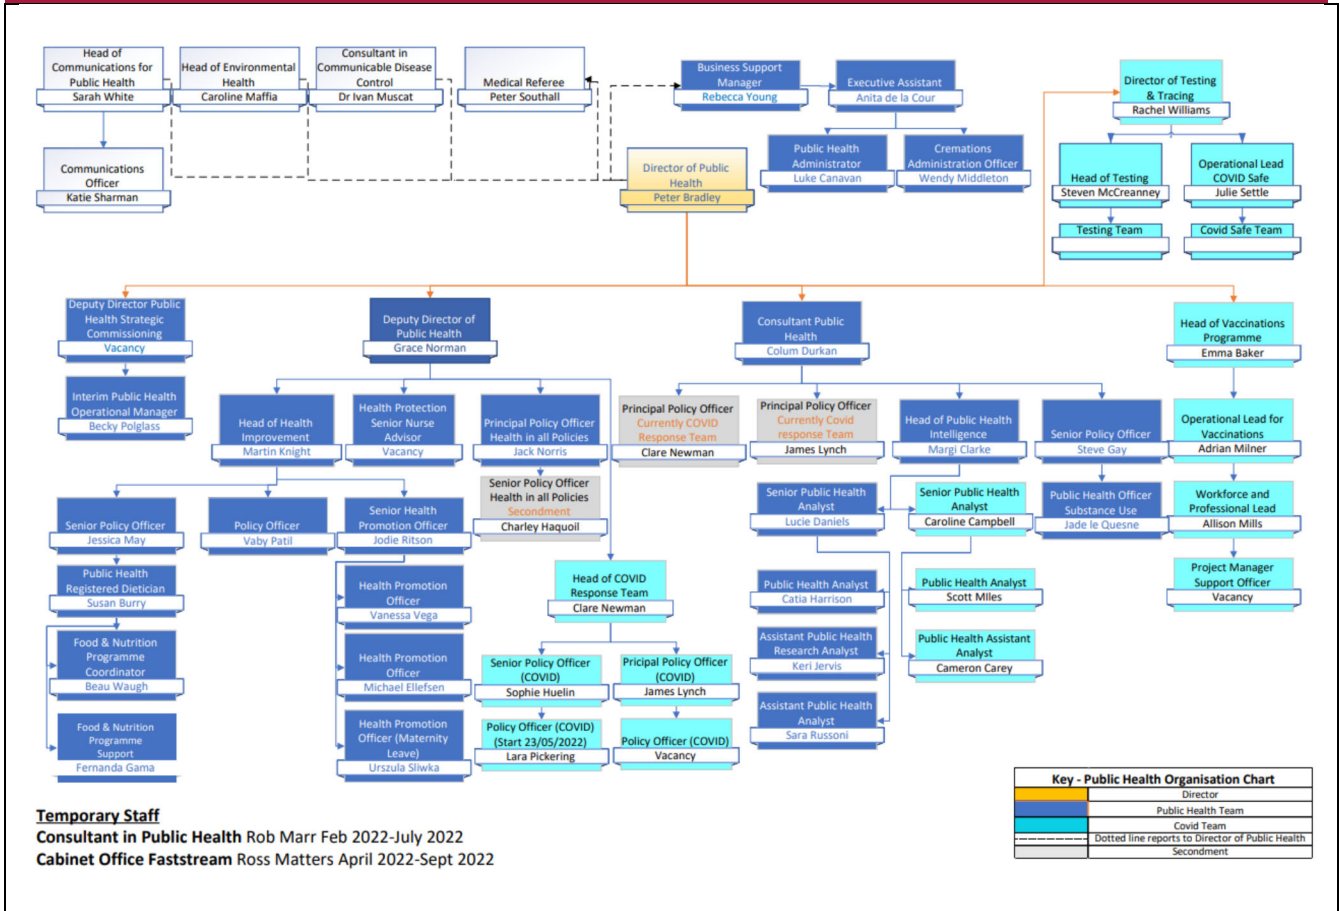 Head of
Communications for
Public Health
Sarah White
Head of Environmental
Health
Caroline Maffia
Consultant in
Communicable Disease
Control
Dr Ivan Muscat
Medical Referee
Peter Southall
Business Support
Manager
Rebecca Young
Executive Assistant
Anita de la Cour
Director of Testing
& Tracing
Rachel Williams
Communications
Officer
Katie Sharman
Director of Public
Health
Peter Bradley
Public Health
Administrator
Luke Canavan
Cremations
Administration Officer
Wendy Middleton
Head of Testing
Steven McCreanney
Operational Lead
COVID Safe
Julie Settle
Testing Team
Covid Safe Team
Deputy Director Public
Health Strategic
Commissioning
Vacancy
Deputy Director of
Public Health
Grace Norman
Consultant Public
Health
Colum Durkan
Head of Vaccinations
Programme
Emma Baker
Interim Public Health
Operational Manager
Becky Polglass
Head of Health
Improvement
Martin Knight
Health Protection
Senior Nurse
Advisor
Vacancy
Principal Policy Officer
Health in all Policies
Jack Norris
Principal Policy Officer
Currently COVID
Response Team
Clare Newman
Principal Policy Officer
Currently Covid
response Team
James Lynch
Head of Public Health
Intelligence
Margi Clarke
Senior Policy Officer
Steve Gay
Operational Lead for
Vaccinations
Adrian Milner
Senior Policy Officer
Jessica May
Policy Officer
Vaby Patil
Senior Health
Promotion Officer
Jodie Ritson
Senior Policy Officer
Health in all Policies
Secondment
Charley Haquoil
Senior Public Health
Analyst
Lucie Daniels
Senior Public Health
Analyst
Caroline Campbell
Public Health Officer
Substance Use
Jade le Quesne
Workforce and
Professional Lead
Allison Mills
Public Health
Registered Dietician
Susan Burry
Health Promotion
Officer
Vanessa Vega
Head of COVID
Response Team
Clare Newman
Public Health Analyst
Catia Harrison
Public Health Analyst
Scott MIles
Project Manager
Support Officer
Vacancy
Food & Nutrition
Programme
Coordinator
Beau Waugh
Health Promotion
Officer
Michael Ellefsen
Senior Policy Officer
(COVID)
Sophie Huelin
Pricipal Policy Officer
(COVID)
James Lynch
Assistant Public Health
Research Analyst
Keri Jervis
Public Health Assistant
Analyst
Cameron Carey
Food & Nutrition
Programme
Support
Fernanda Gama
Health Promotion
Officer (Maternity
Leave)
Urszula Sliwka
Policy Officer (COVID)
(Start 23/05/2022)
Lara Pickering
Policy Officer (COVID)
Vacancy
Assistant Public Health
Analyst
Sara Russoni
Key - Public Health Organisation Chart
Director
Public Health Team
Covid Team
Dotted line reports to Director of Public Health
Secondment
Temporary Staff
Consultant in Public Health Rob Marr Feb 2022-July 2022
Cabinet Office Faststream Ross Matters April 2022-Sept 2022